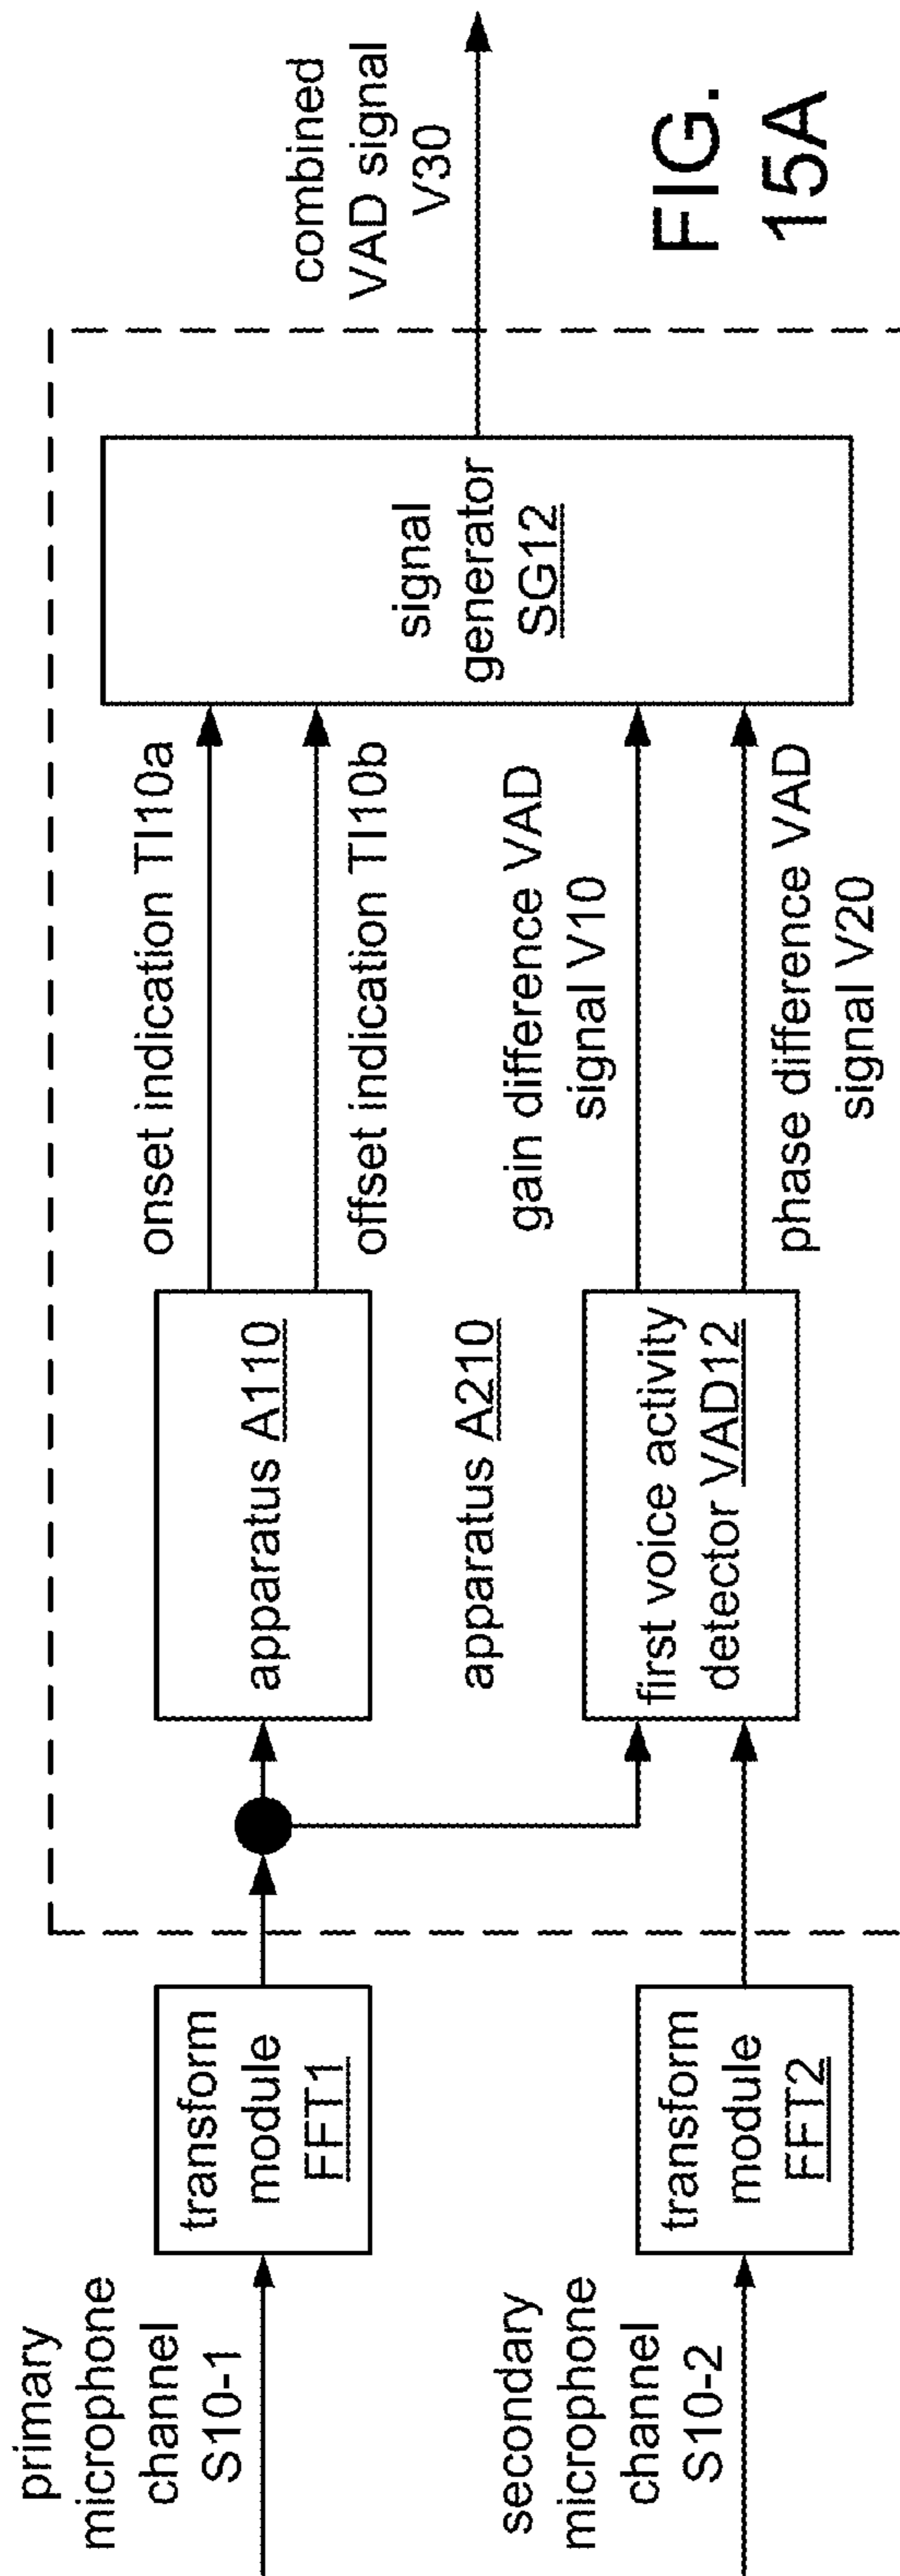 primary
microphone
channel
S10-1
transform
module
FFT1
apparatus A110
onset indication TI10a
offset indication TI10b
secondary
microphone
channel
S10-2
transform
module
FFT2
apparatus A210
first voice activity
detector VAD12
gain difference VAD
signal V10
phase difference VAD
signal V20
signal
generator
SG12
combined
VAD signal
V30
FIG.
15A